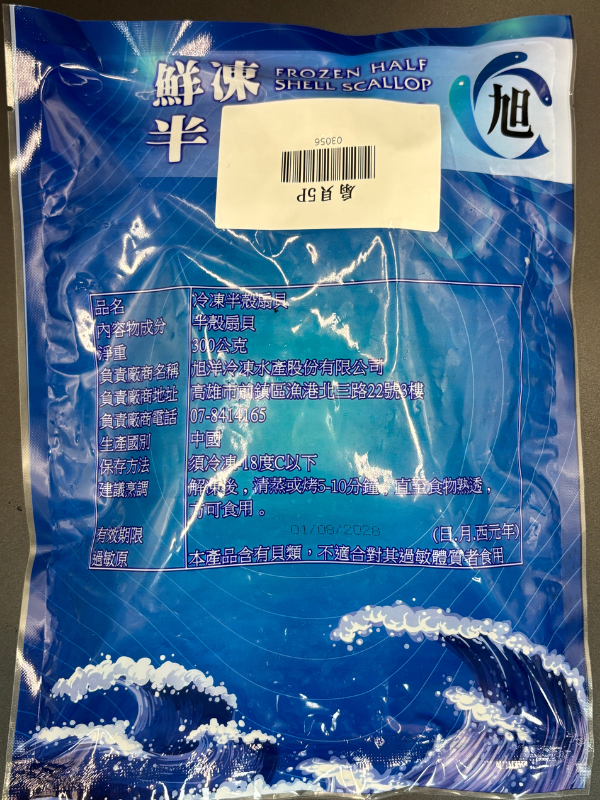 鮮凍
FROZEN HALF
SHELL SCALLOP
半
旭
03056
扇貝5P
品名 冷凍半殼扇貝
內容物成分 半殼扇貝
淨重 300公克
負責廠商名稱 旭洋冷凍水產股份有限公司
負責廠商地址 高雄市前鎮區漁港北三路22號3樓
負責廠商電話 07-8414165
生產國別 中國
保存方法 須冷凍-18度C以下
建議烹調 解凍後，清蒸或烤5-10分鐘，直至食物熟透，
方可食用。
有效期限 01/08/2028 (日.月.西元年)
過敏原 本產品含有貝類，不適合對其過敏體質者食用